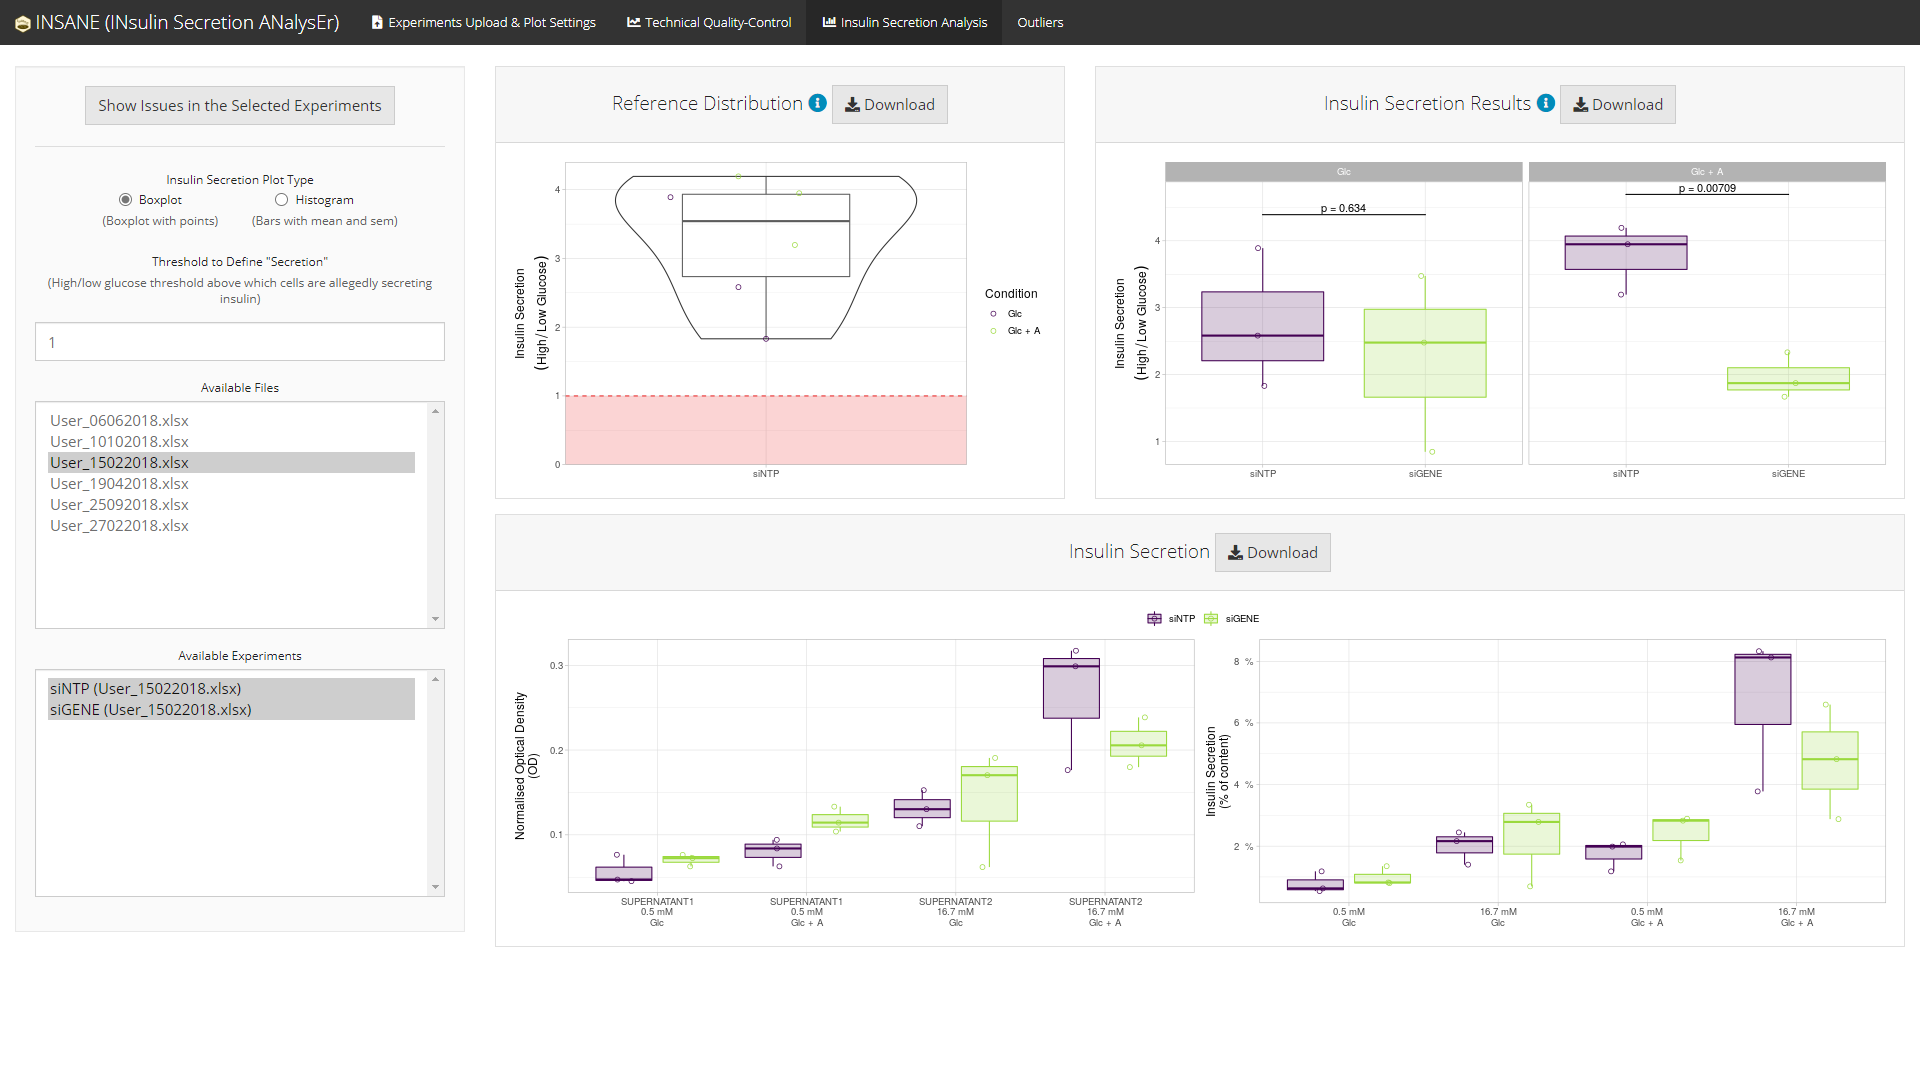 INSANE (INsulin Secretion ANalysEr)
Experiments Upload & Plot Settings
Technical Quality-Control
Insulin Secretion Analysis
Outliers
Show Issues in the Selected Experiments
Insulin Secretion Plot Type
Boxplot
(Boxplot with points)
Histogram
(Bars with mean and sem)
Threshold to Define "Secretion"
(High/low glucose threshold above which cells are allegedly secreting
insulin)
1
Available Files
User_06062018.xlsx
User_10102018.xlsx
User_15022018.xlsx
User_19042018.xlsx
User_25092018.xlsx
User_27022018.xlsx
Available Experiments
siNTP (User_15022018.xlsx)
siGENE (User_15022018.xlsx)
Reference Distribution
Download
Insulin Secretion
(High/Low Glucose)
4
3
2
1
0
siNTP
Condition
Glc
Glc + A
Insulin Secretion Results
Download
Insulin Secretion
(High/Low Glucose)
4
3
2
1
Glc
p = 0.634
siNTP
siGENE
Glc + A
p = 0.00709
siNTP
siGENE
Insulin Secretion
Download
siNTP
siGENE
Normalised Optical Density
(OD)
0.3
0.2
0.1
SUPERNATANT1
0.5 mM
Glc
SUPERNATANT1
0.5 mM
Glc + A
SUPERNATANT2
16.7 mM
Glc
SUPERNATANT2
16.7 mM
Glc + A
Insulin Secretion
(% of content)
8 %
6 %
4 %
2 %
0.5 mM
Glc
16.7 mM
Glc
0.5 mM
Glc + A
16.7 mM
Glc + A